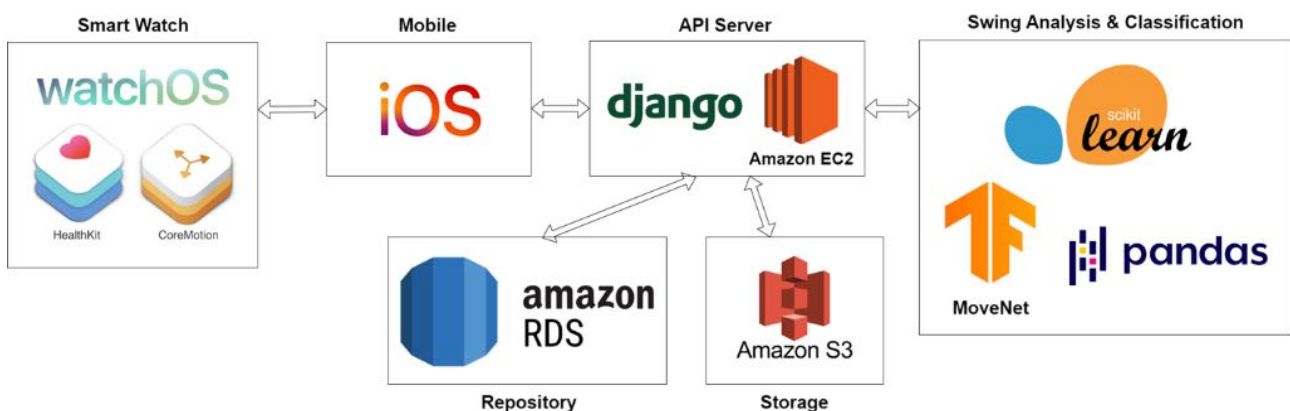 Smart Watch
watchOS
HealthKit
CoreMotion
Mobile
iOS
API Server
django
Amazon EC2
Swing Analysis & Classification
scikit
learn
MoveNet
pandas
amazon
RDS
Repository
Amazon S3
Storage